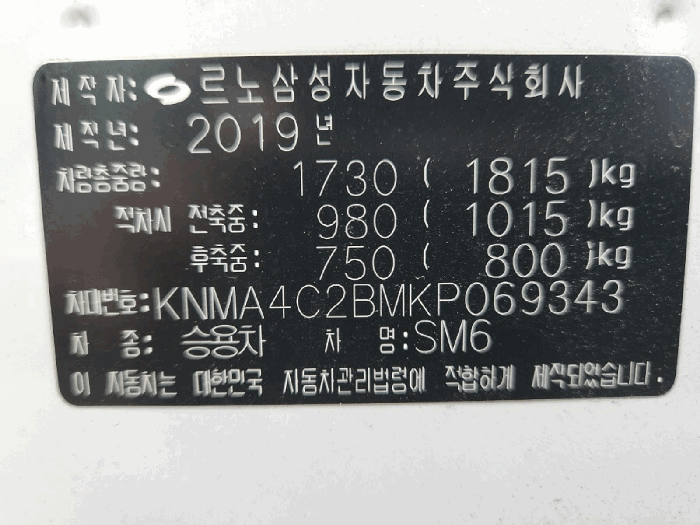 제 작 자: 르노삼성자동차주식회사
제작년: 2019년
차량총중량: 1730 ( 1815 )kg
적차시 전축중: 980 ( 1015 )kg
후축중: 750 ( 800 )kg
차대번호:KNMA4C2BMKP069343
차 종: 승용차 차 명:SM6
이 자동차는 대한민국 자동차관리법령에 적합하게 제작되었습니다.